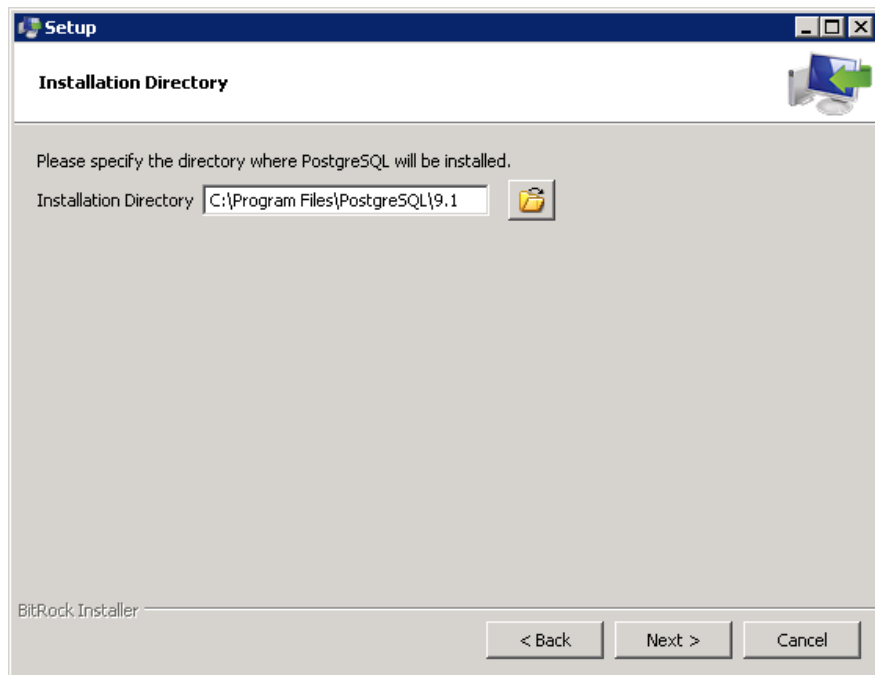 Setup
Installation Directory
Please specify the directory where PostgreSQL will be installed.
Installation Directory C:\Program Files\PostgreSQL\9.1
BitRock Installer
< Back Next > Cancel